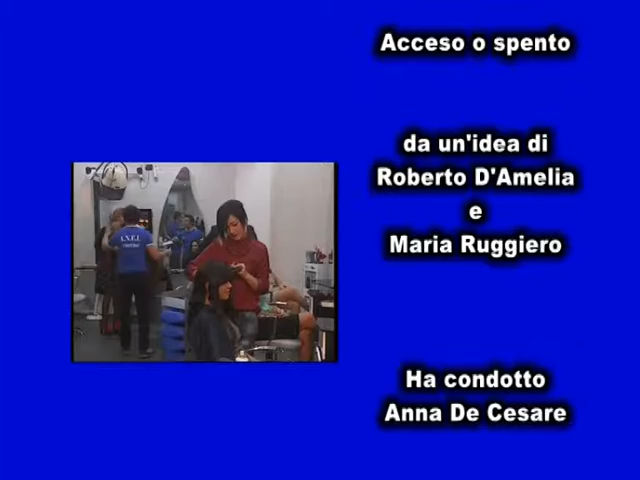 Acceso o spento
da un'idea di
Roberto D'Amelia
e
Maria Ruggiero
Ha condotto
Anna De Cesare